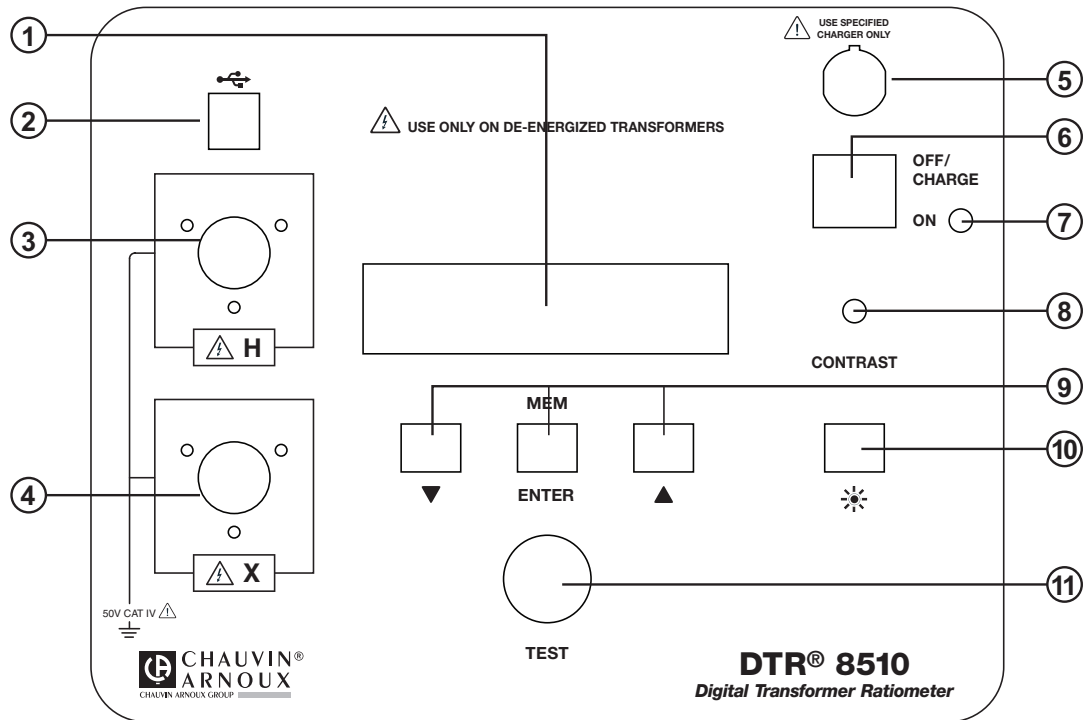 1
USE SPECIFIED
CHARGER ONLY
2
5
USE ONLY ON DE-ENERGIZED TRANSFORMERS
6
OFF/
CHARGE
ON
7
3
8
H
CONTRAST
MEM
9
▼
ENTER
▲
10
4
X
11
50V CAT IV
TEST
CHAUVIN®
ARNOUX
CHAUVIN ARNOUX GROUP
DTR® 8510
Digital Transformer Ratiometer